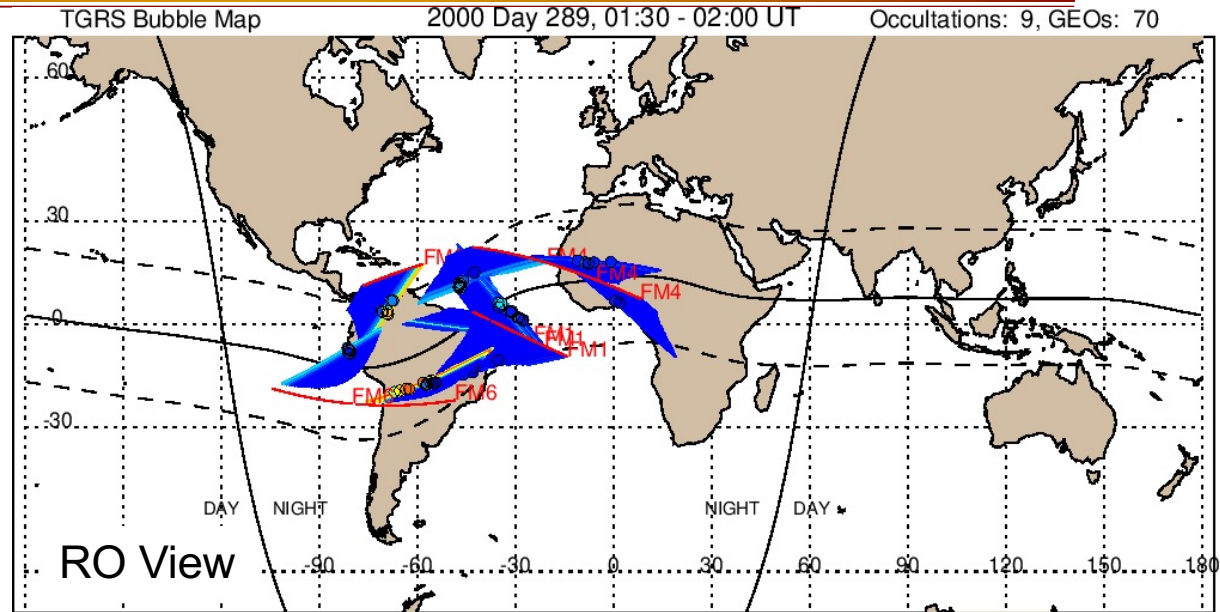 TGRS Bubble Map 2000 Day 289, 01:30 - 02:00 UT Occultations: 9, GEOs: 70
60
30
FM4
FM4
FM4
0
FM1
FM1
FM6
-30
DAY NIGHT NIGHT DAY
RO View
-90 -60 -30 0 30 60 90 120 150 180